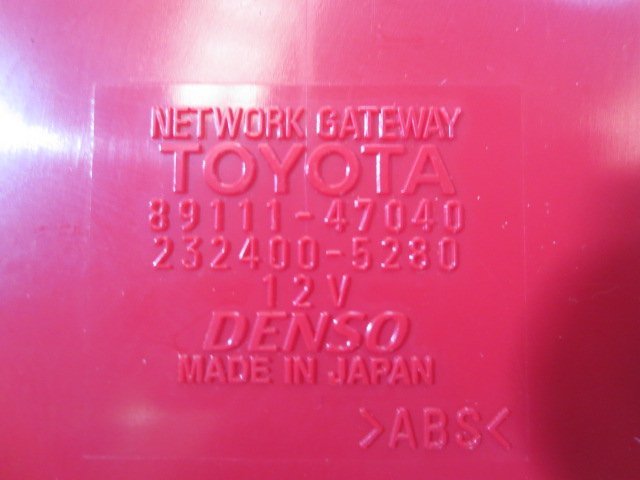 NETWORK GATEWAY
TOYOTA
89111-47040
232400-5280
12V
DENSO
MADE IN JAPAN
>ABS<